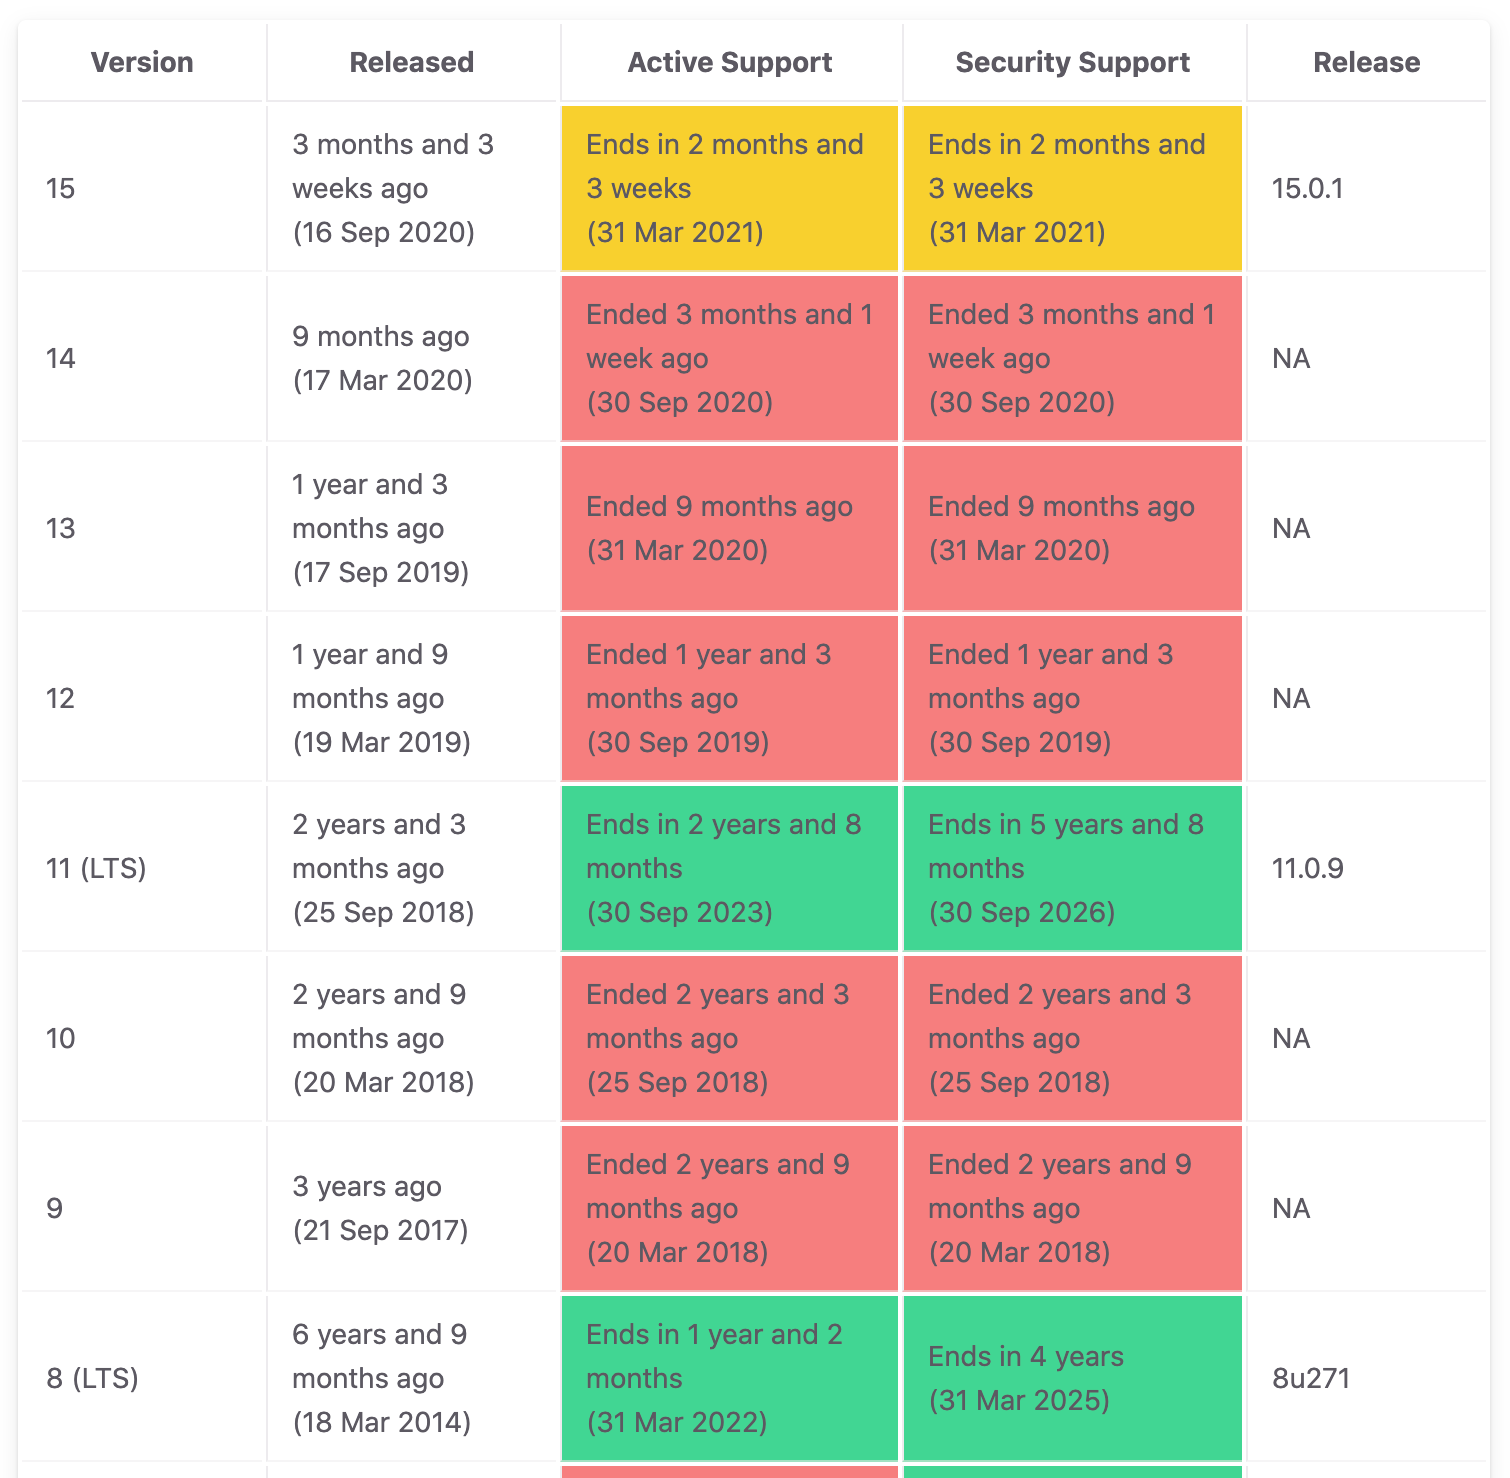 Version Released Active Support Security Support Release
15
3 months and 3
weeks ago
(16 Sep 2020)
Ends in 2 months and
3 weeks
(31 Mar 2021)
Ends in 2 months and
3 weeks
(31 Mar 2021)
15.0.1
14
9 months ago
(17 Mar 2020)
Ended 3 months and 1
week ago
(30 Sep 2020)
Ended 3 months and 1
week ago
(30 Sep 2020)
NA
13
1 year and 3
months ago
(17 Sep 2019)
Ended 9 months ago
(31 Mar 2020)
Ended 9 months ago
(31 Mar 2020)
NA
12
1 year and 9
months ago
(19 Mar 2019)
Ended 1 year and 3
months ago
(30 Sep 2019)
Ended 1 year and 3
months ago
(30 Sep 2019)
NA
11 (LTS)
2 years and 3
months ago
(25 Sep 2018)
Ends in 2 years and 8
months
(30 Sep 2023)
Ends in 5 years and 8
months
(30 Sep 2026)
11.0.9
10
2 years and 9
months ago
(20 Mar 2018)
Ended 2 years and 3
months ago
(25 Sep 2018)
Ended 2 years and 3
months ago
(25 Sep 2018)
NA
9
3 years ago
(21 Sep 2017)
Ended 2 years and 9
months ago
(20 Mar 2018)
Ended 2 years and 9
months ago
(20 Mar 2018)
NA
8 (LTS)
6 years and 9
months ago
(18 Mar 2014)
Ends in 1 year and 2
months
(31 Mar 2022)
Ends in 4 years
(31 Mar 2025)
8u271